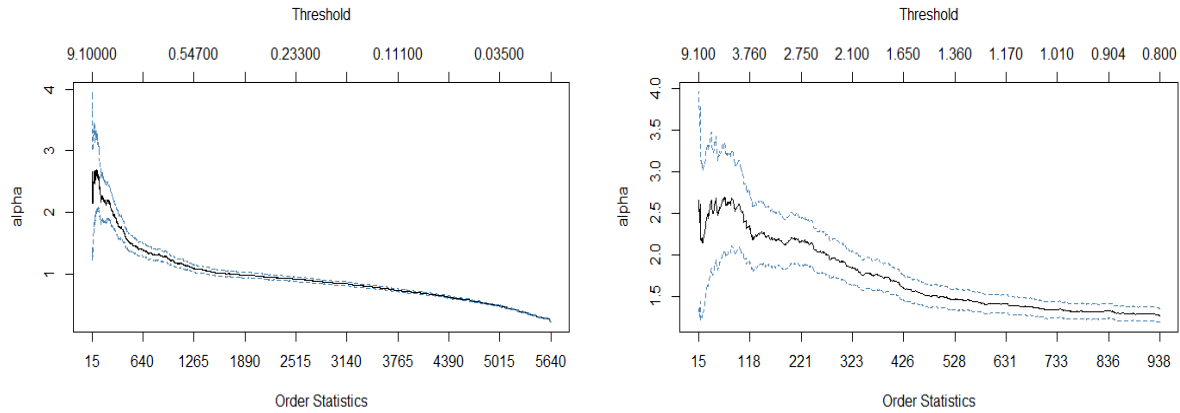 Threshold
9.10000 0.54700 0.23300 0.11100 0.03500
4
3
2
1
alpha
15 640 1265 1890 2515 3140 3765 4390 5015 5640
Order Statistics
Threshold
9.100 3.760 2.750 2.100 1.650 1.360 1.170 1.010 0.904 0.800
4.0
3.5
3.0
2.5
2.0
1.5
alpha
15 118 221 323 426 528 631 733 836 938
Order Statistics